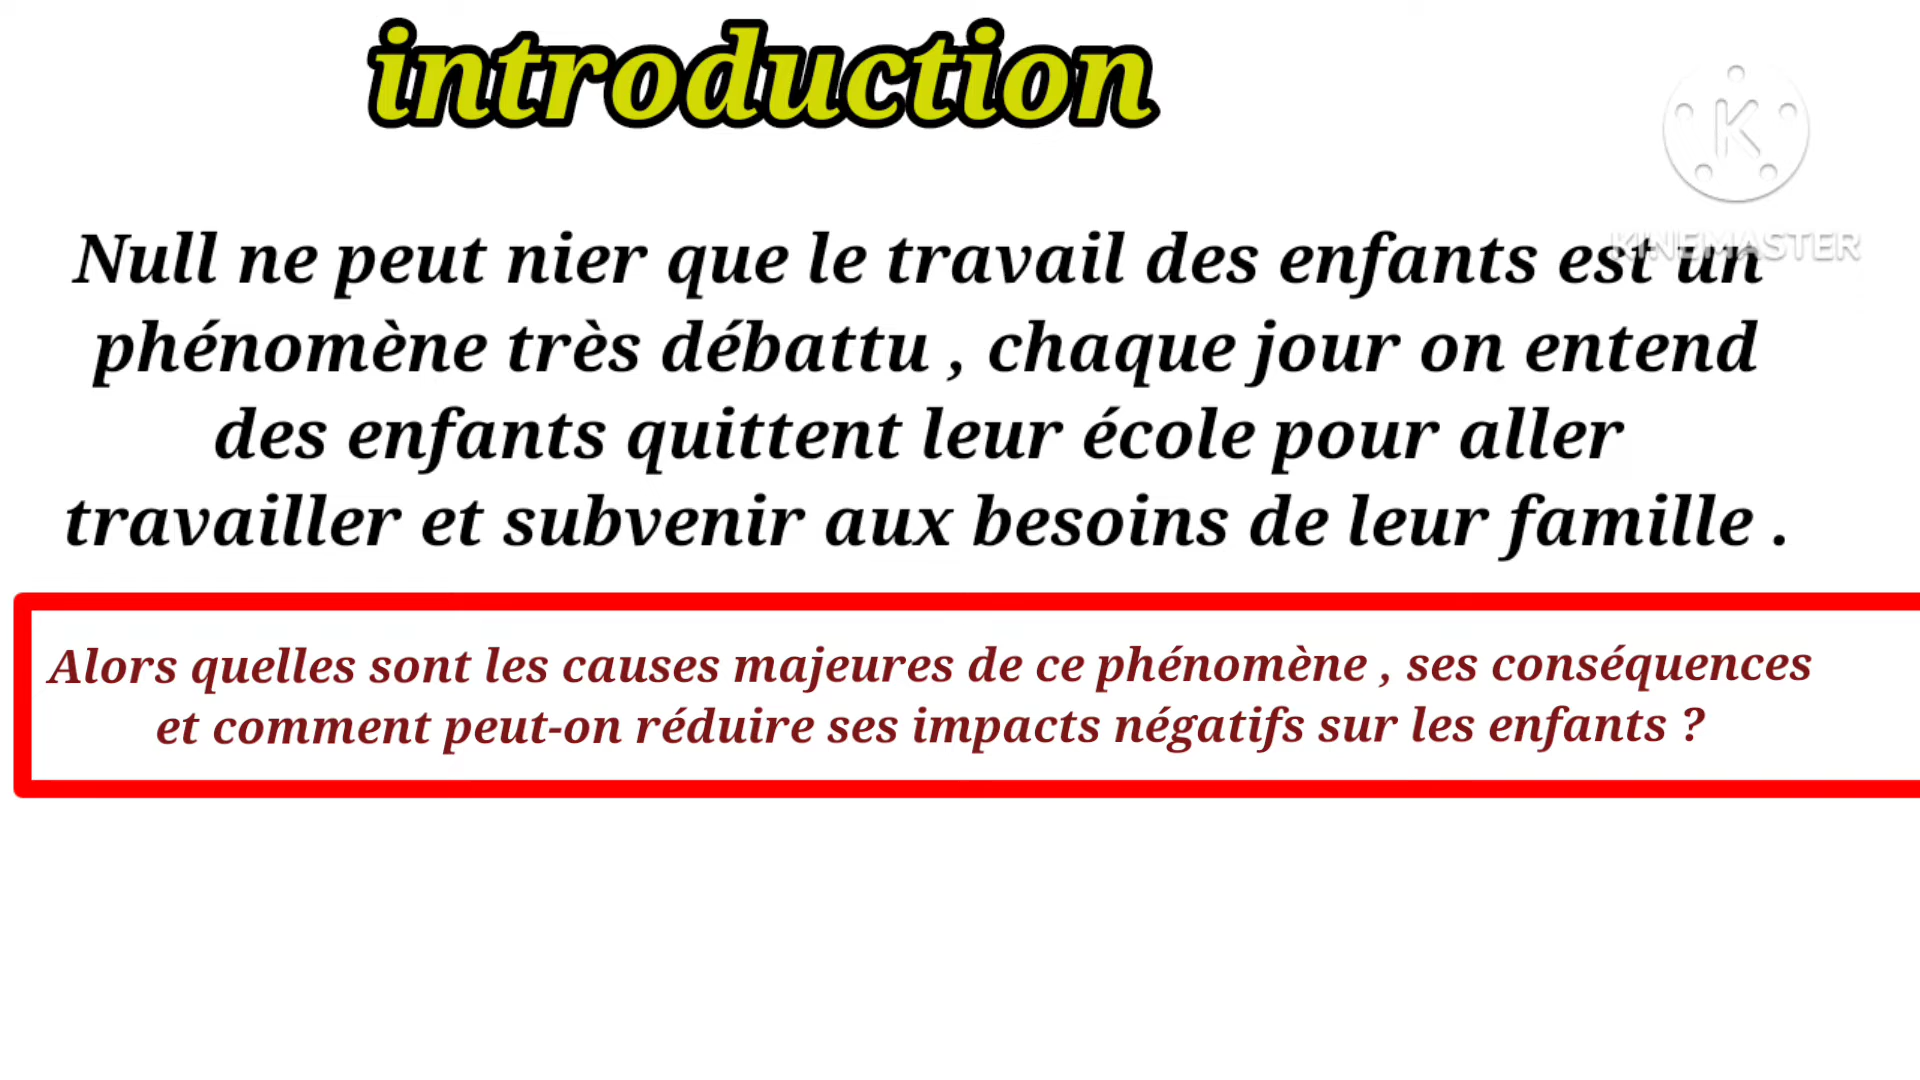 introduction
K
KINEMASTER
Null ne peut nier que le travail des enfants est un
phénomène très débattu , chaque jour on entend
des enfants quittent leur école pour aller
travailler et subvenir aux besoins de leur famille .
Alors quelles sont les causes majeures de ce phénomène , ses conséquences
et comment peut-on réduire ses impacts négatifs sur les enfants ?